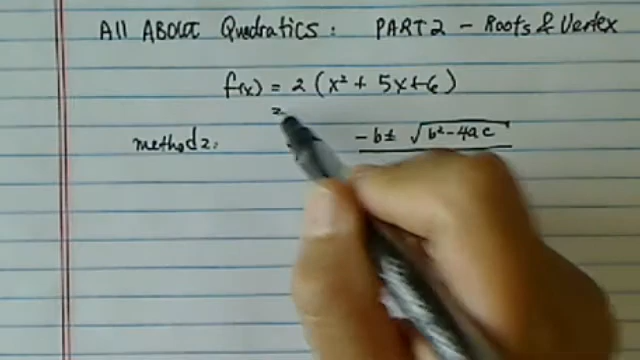 All ABOUT Quadratics: PART 2 - Roots & Vertex
f(x) = 2 (x² + 5x + 6)
=
method 2: -b ± √b² - 4ac